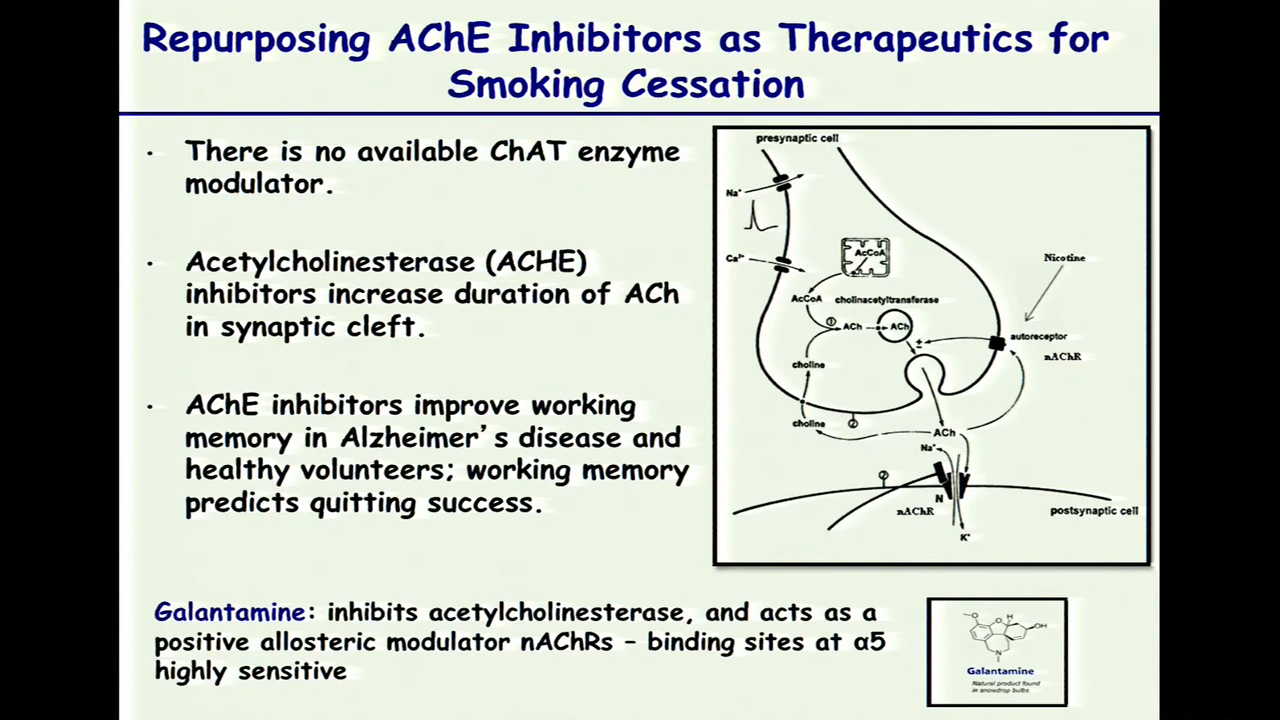 Repurposing AChE Inhibitors as Therapeutics for
Smoking Cessation
· There is no available ChAT enzyme
modulator.
· Acetylcholinesterase (ACHE)
inhibitors increase duration of ACh
in synaptic cleft.
· AChE inhibitors improve working
memory in Alzheimer's disease and
healthy volunteers; working memory
predicts quitting success.
presynaptic cell
Na⁺
Ca²⁺
Nicotine
AcCoA
AcCoA cholinacetyltransferase
① ACh ACh
±
autoreceptor
nAChR
choline
choline
②
ACh
Na⁺
②
N
nAChR
postsynaptic cell
K⁺
Galantamine: inhibits acetylcholinesterase, and acts as a
positive allosteric modulator nAChRs – binding sites at α5
highly sensitive
O
O
H
OH
N
Galantamine
Natural product found
in snowdrop bulbs